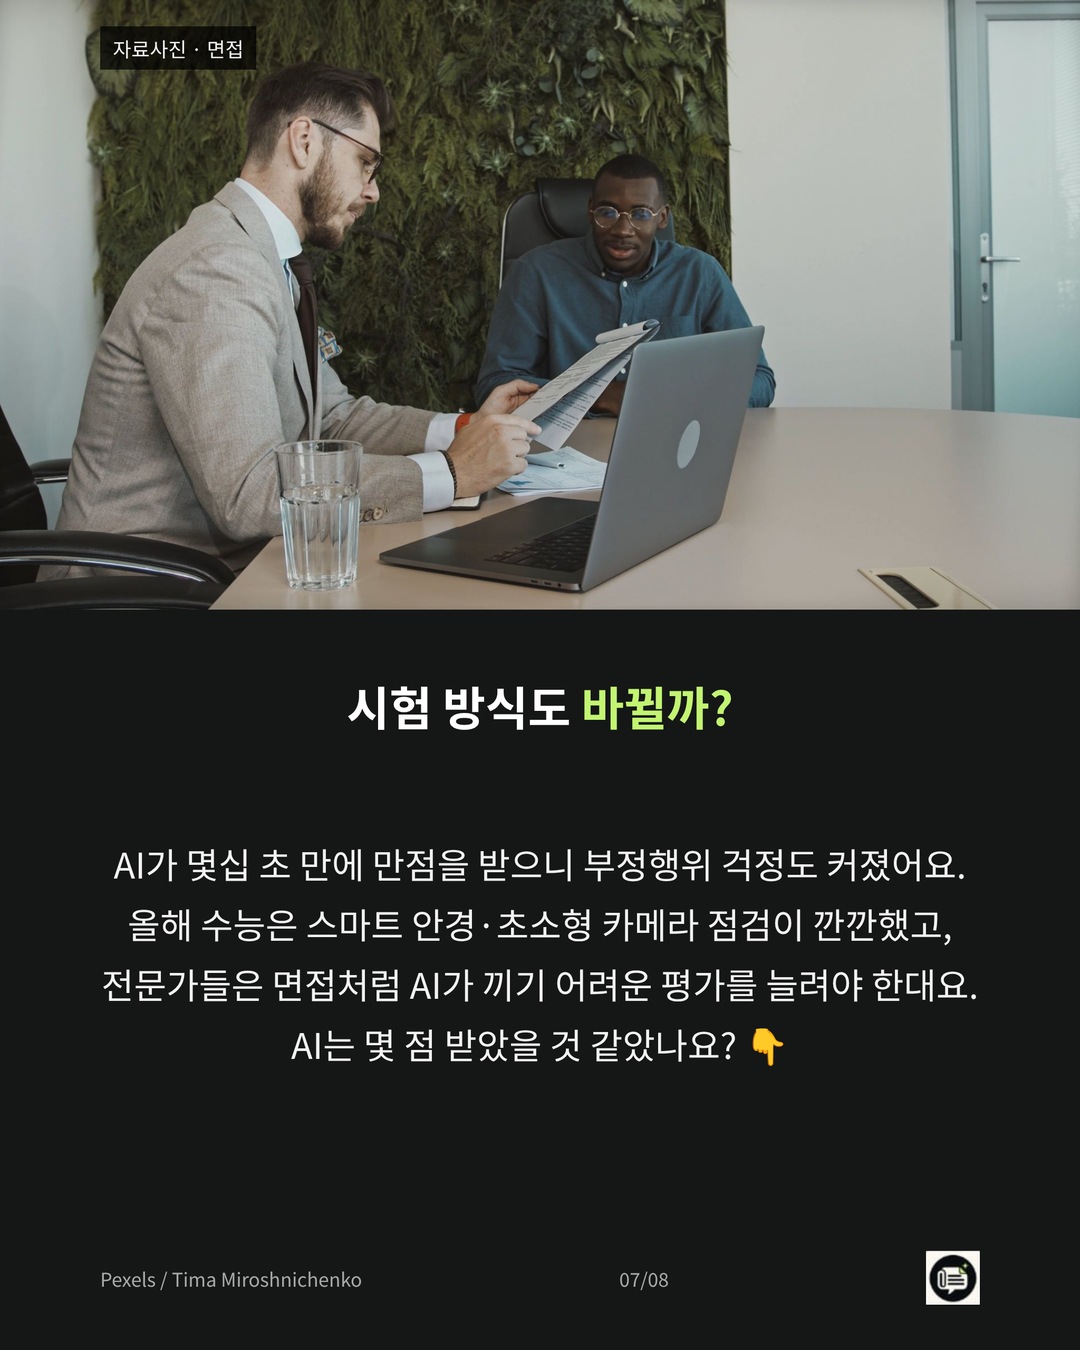 자료사진 · 면접
시험 방식도 바뀔까?
AI가 몇십 초 만에 만점을 받으니 부정행위 걱정도 커졌어요.
올해 수능은 스마트 안경·초소형 카메라 점검이 깐깐했고,
전문가들은 면접처럼 AI가 끼기 어려운 평가를 늘려야 한대요.
AI는 몇 점 받았을 것 같았나요? 👇
Pexels / Tima Miroshnichenko
07/08